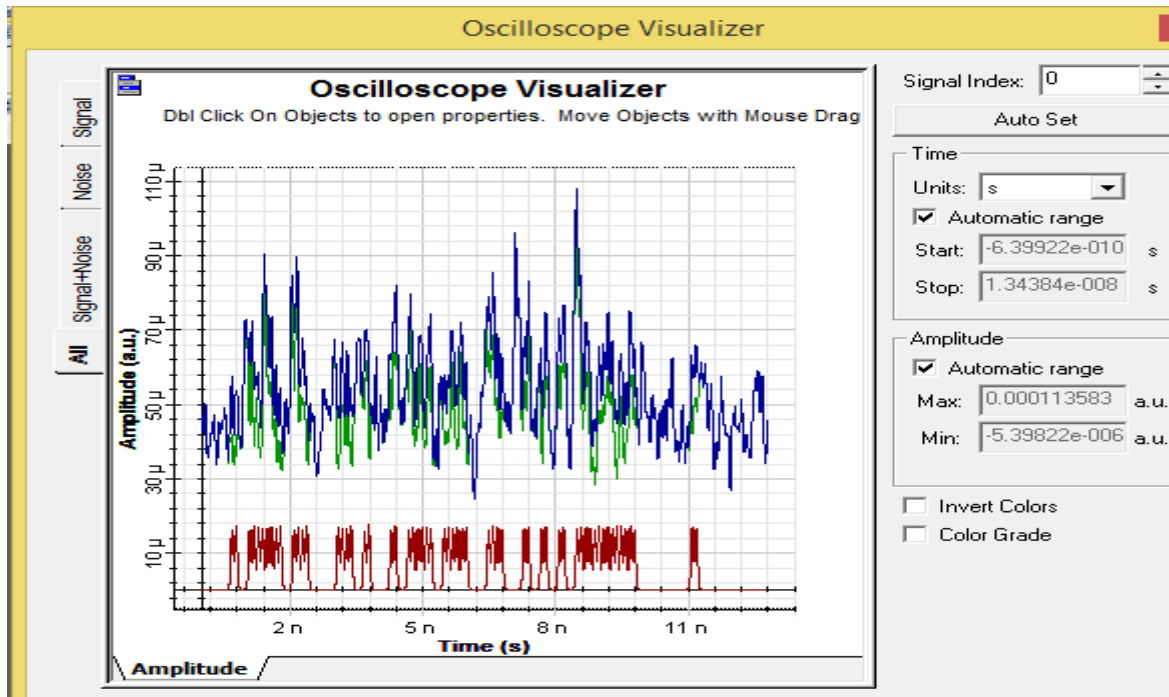 Oscilloscope Visualizer
Oscilloscope Visualizer
Dbl Click On Objects to open properties. Move Objects with Mouse Drag
Signal
Noise
Signal+Noise
All
Amplitude (a.u.)
110 µ
90 µ
70 µ
50 µ
30 µ
10 µ
2 n
5 n
8 n
11 n
Time (s)
Amplitude
Signal Index: 0
Auto Set
Time
Units: s
Automatic range
Start: -6.39922e-010 s
Stop: 1.34384e-008 s
Amplitude
Automatic range
Max: 0.000113583 a.u.
Min: -5.39822e-006 a.u.
Invert Colors
Color Grade